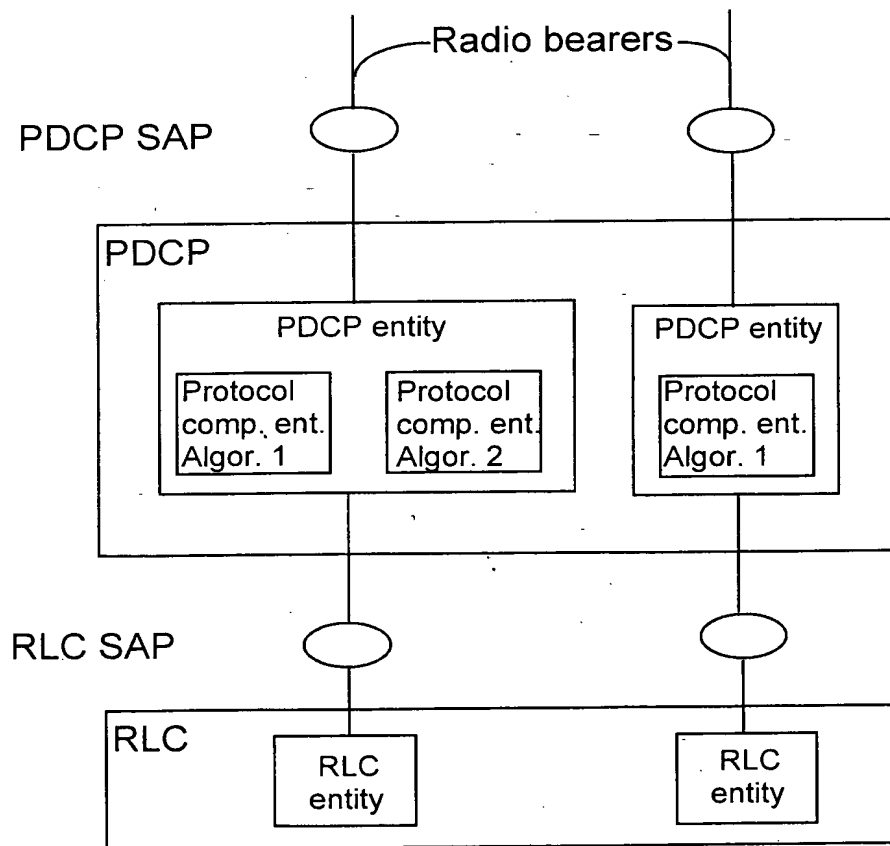 Radio bearers
PDCP SAP
PDCP
PDCP entity
Protocol
comp. ent.
Algor. 1
Protocol
comp. ent.
Algor. 2
PDCP entity
Protocol
comp. ent.
Algor. 1
RLC SAP
RLC
RLC
entity
RLC
entity